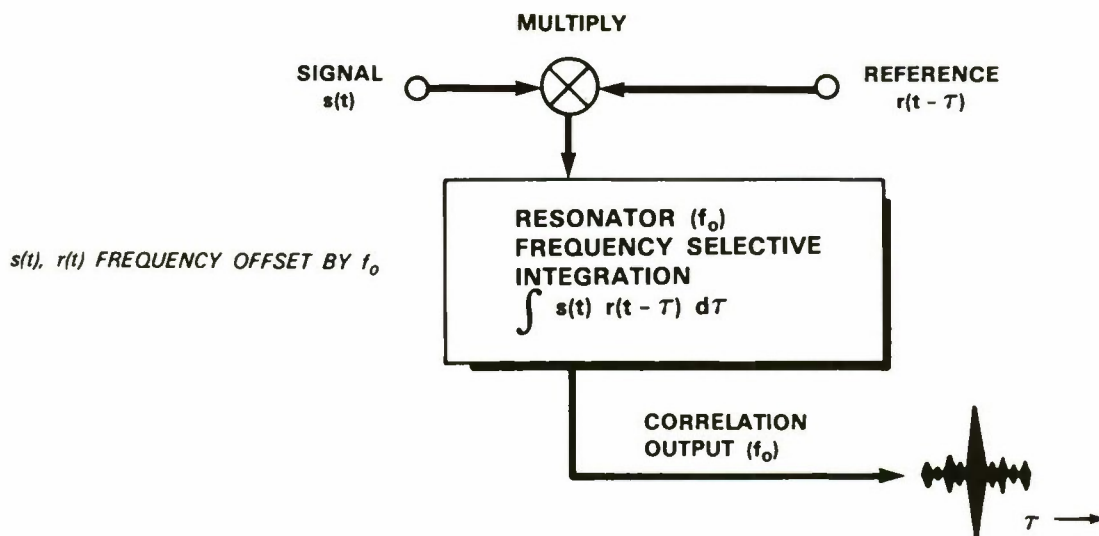 MULTIPLY
SIGNAL
s(t)
REFERENCE
r(t - τ)
RESONATOR (f₀)
FREQUENCY SELECTIVE
INTEGRATION
∫ s(t) r(t - τ) dτ
s(t), r(t) FREQUENCY OFFSET BY f₀
CORRELATION
OUTPUT (f₀)
τ